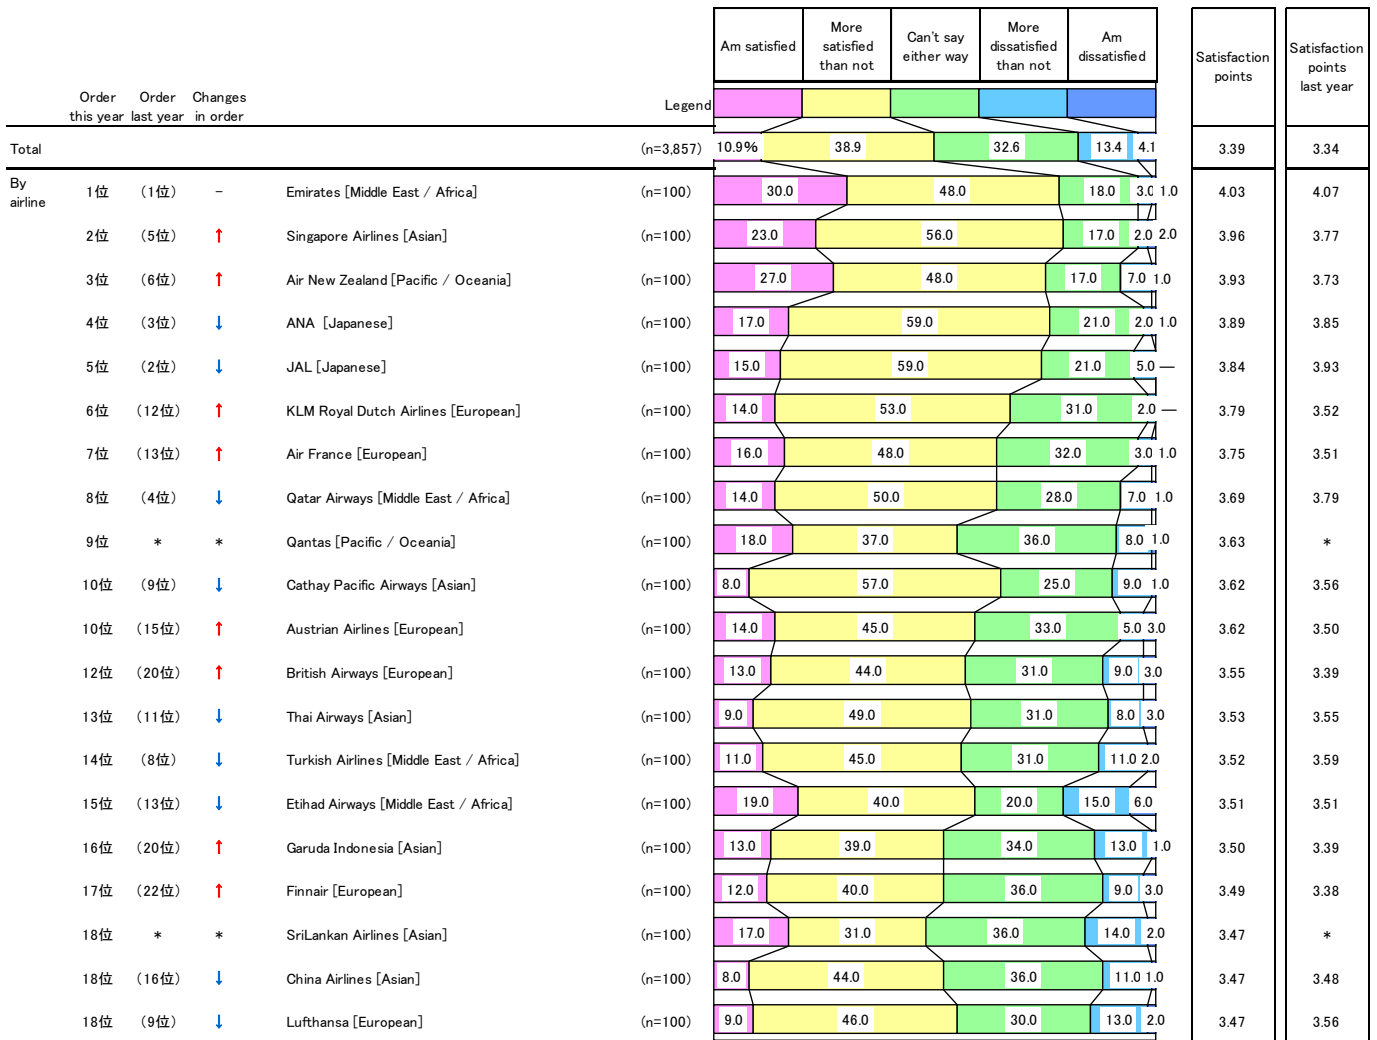 Am satisfied
More satisfied than not
Can't say either way
More dissatisfied than not
Am dissatisfied
Satisfaction points
Satisfaction points last year
Order this year
Order last year
Changes in order
Legend
Total (n=3,857) 10.9% 38.9 32.6 13.4 4.1 3.39 3.34
By airline
1位 (1位) − Emirates [Middle East / Africa] (n=100) 30.0 48.0 18.0 3.0 1.0 4.03 4.07
2位 (5位) ↑ Singapore Airlines [Asian] (n=100) 23.0 56.0 17.0 2.0 2.0 3.96 3.77
3位 (6位) ↑ Air New Zealand [Pacific / Oceania] (n=100) 27.0 48.0 17.0 7.0 1.0 3.93 3.73
4位 (3位) ↓ ANA [Japanese] (n=100) 17.0 59.0 21.0 2.0 1.0 3.89 3.85
5位 (2位) ↓ JAL [Japanese] (n=100) 15.0 59.0 21.0 5.0 — 3.84 3.93
6位 (12位) ↑ KLM Royal Dutch Airlines [European] (n=100) 14.0 53.0 31.0 2.0 — 3.79 3.52
7位 (13位) ↑ Air France [European] (n=100) 16.0 48.0 32.0 3.0 1.0 3.75 3.51
8位 (4位) ↓ Qatar Airways [Middle East / Africa] (n=100) 14.0 50.0 28.0 7.0 1.0 3.69 3.79
9位 * * Qantas [Pacific / Oceania] (n=100) 18.0 37.0 36.0 8.0 1.0 3.63 *
10位 (9位) ↓ Cathay Pacific Airways [Asian] (n=100) 8.0 57.0 25.0 9.0 1.0 3.62 3.56
10位 (15位) ↑ Austrian Airlines [European] (n=100) 14.0 45.0 33.0 5.0 3.0 3.62 3.50
12位 (20位) ↑ British Airways [European] (n=100) 13.0 44.0 31.0 9.0 3.0 3.55 3.39
13位 (11位) ↓ Thai Airways [Asian] (n=100) 9.0 49.0 31.0 8.0 3.0 3.53 3.55
14位 (8位) ↓ Turkish Airlines [Middle East / Africa] (n=100) 11.0 45.0 31.0 11.0 2.0 3.52 3.59
15位 (13位) ↓ Etihad Airways [Middle East / Africa] (n=100) 19.0 40.0 20.0 15.0 6.0 3.51 3.51
16位 (20位) ↑ Garuda Indonesia [Asian] (n=100) 13.0 39.0 34.0 13.0 1.0 3.50 3.39
17位 (22位) ↑ Finnair [European] (n=100) 12.0 40.0 36.0 9.0 3.0 3.49 3.38
18位 * * SriLankan Airlines [Asian] (n=100) 17.0 31.0 36.0 14.0 2.0 3.47 *
18位 (16位) ↓ China Airlines [Asian] (n=100) 8.0 44.0 36.0 11.0 1.0 3.47 3.48
18位 (9位) ↓ Lufthansa [European] (n=100) 9.0 46.0 30.0 13.0 2.0 3.47 3.56